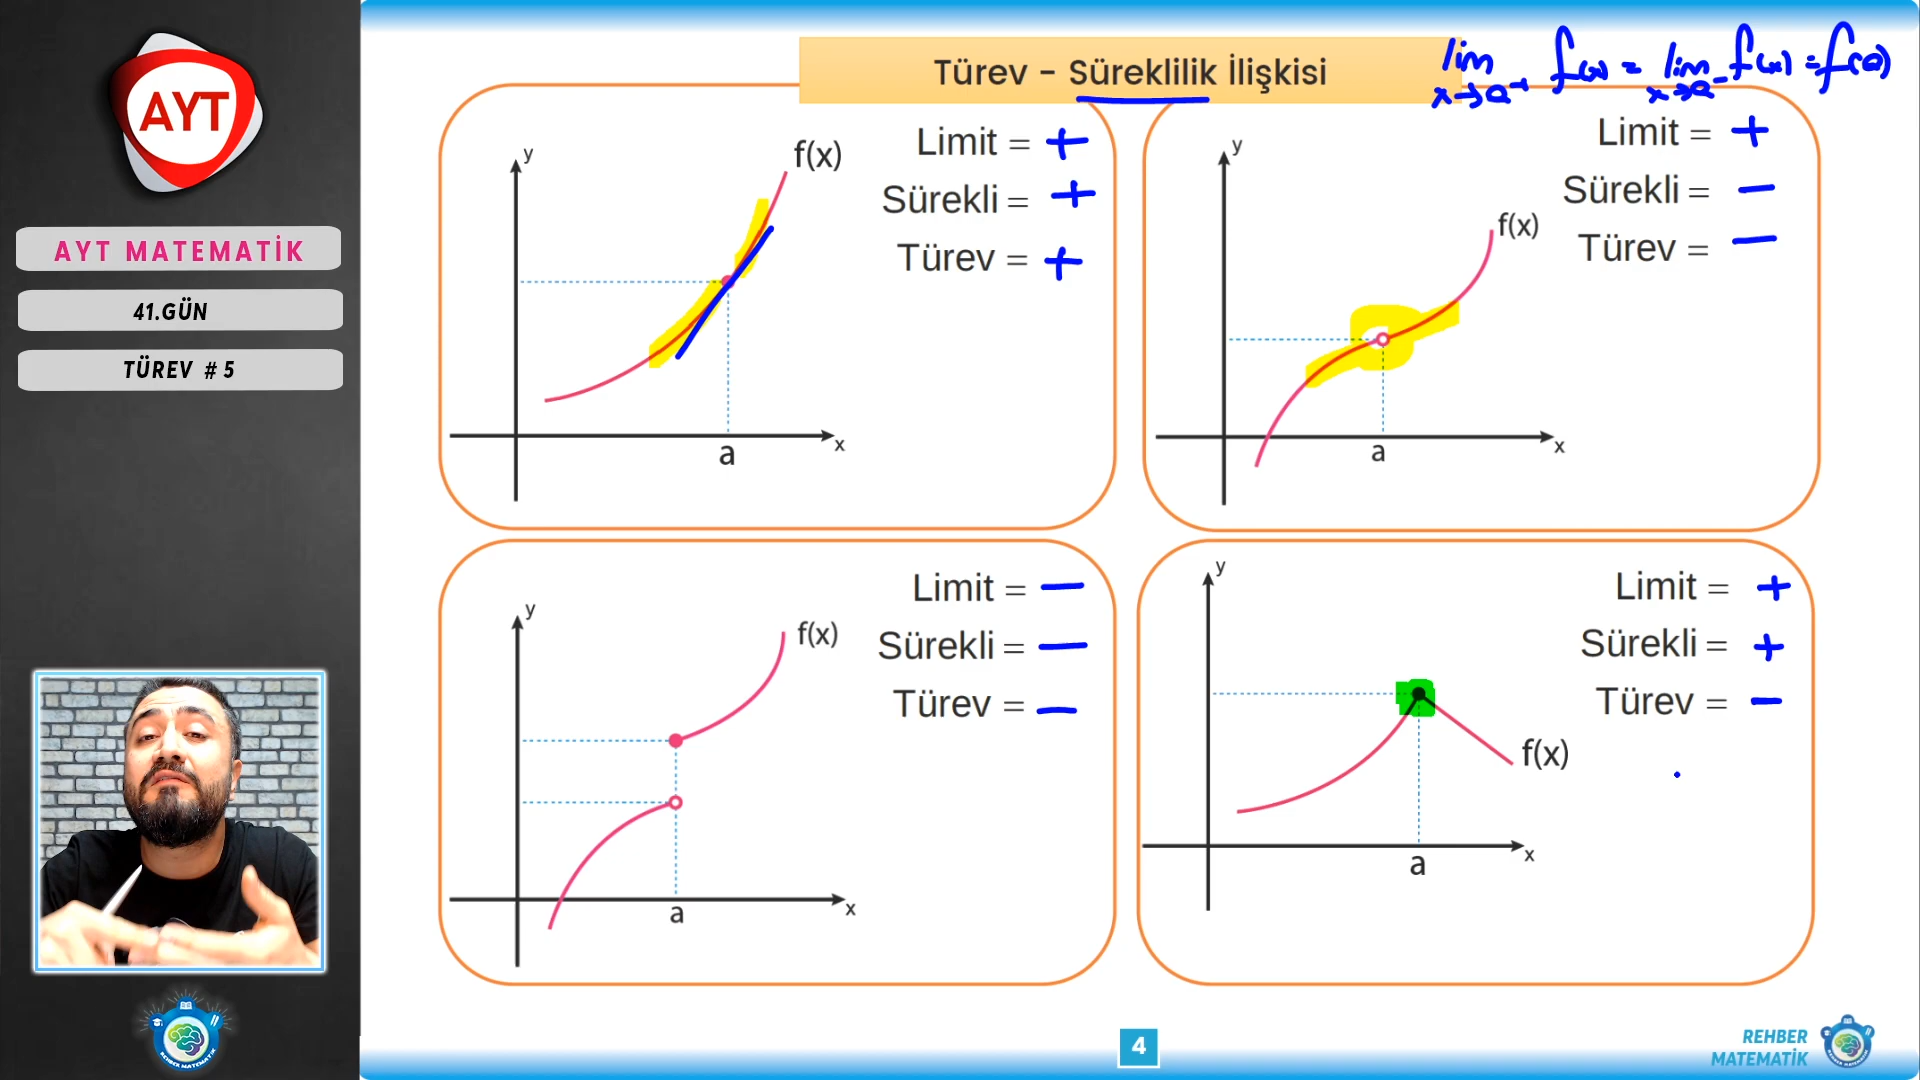 AYT
AYT MATEMATİK
41.GÜN
TÜREV # 5
Türev - Süreklilik İlişkisi
lim x→a⁺ f(x) = lim x→a⁻ f(x) = f(a)
y
f(x)
a
x
Limit = +
Sürekli = +
Türev = +
y
f(x)
a
x
Limit = +
Sürekli = −
Türev = −
y
f(x)
a
x
Limit = −
Sürekli = −
Türev = −
y
f(x)
a
x
Limit = +
Sürekli = +
Türev = −
4
REHBER
MATEMATİK